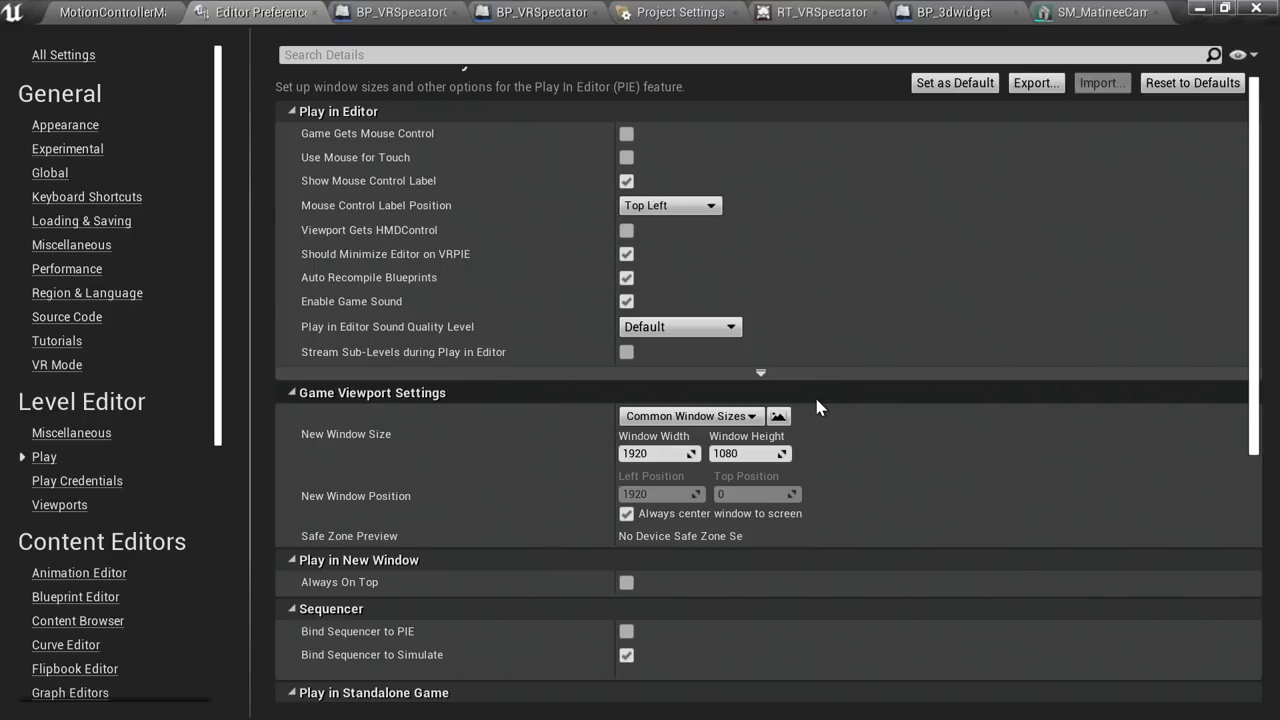 MotionControllerMa
Editor Preference
BP_VRSpecatorC
BP_VRSpectator
Project Settings
RT_VRSpectator
BP_3dwidget
SM_MatineeCam
All Settings
General
Appearance
Experimental
Global
Keyboard Shortcuts
Loading & Saving
Miscellaneous
Performance
Region & Language
Source Code
Tutorials
VR Mode
Level Editor
Miscellaneous
Play
Play Credentials
Viewports
Content Editors
Animation Editor
Blueprint Editor
Content Browser
Curve Editor
Flipbook Editor
Graph Editors
Search Details
Set up window sizes and other options for the Play In Editor (PIE) feature.
Set as Default
Export...
Import...
Reset to Defaults
Play in Editor
Game Gets Mouse Control
Use Mouse for Touch
Show Mouse Control Label
Mouse Control Label Position
Top Left
Viewport Gets HMDControl
Should Minimize Editor on VRPIE
Auto Recompile Blueprints
Enable Game Sound
Play in Editor Sound Quality Level
Default
Stream Sub-Levels during Play in Editor
Game Viewport Settings
New Window Size
Common Window Sizes
Window Width
Window Height
1920
1080
New Window Position
Left Position
Top Position
1920
0
Always center window to screen
Safe Zone Preview
No Device Safe Zone Se
Play in New Window
Always On Top
Sequencer
Bind Sequencer to PIE
Bind Sequencer to Simulate
Play in Standalone Game